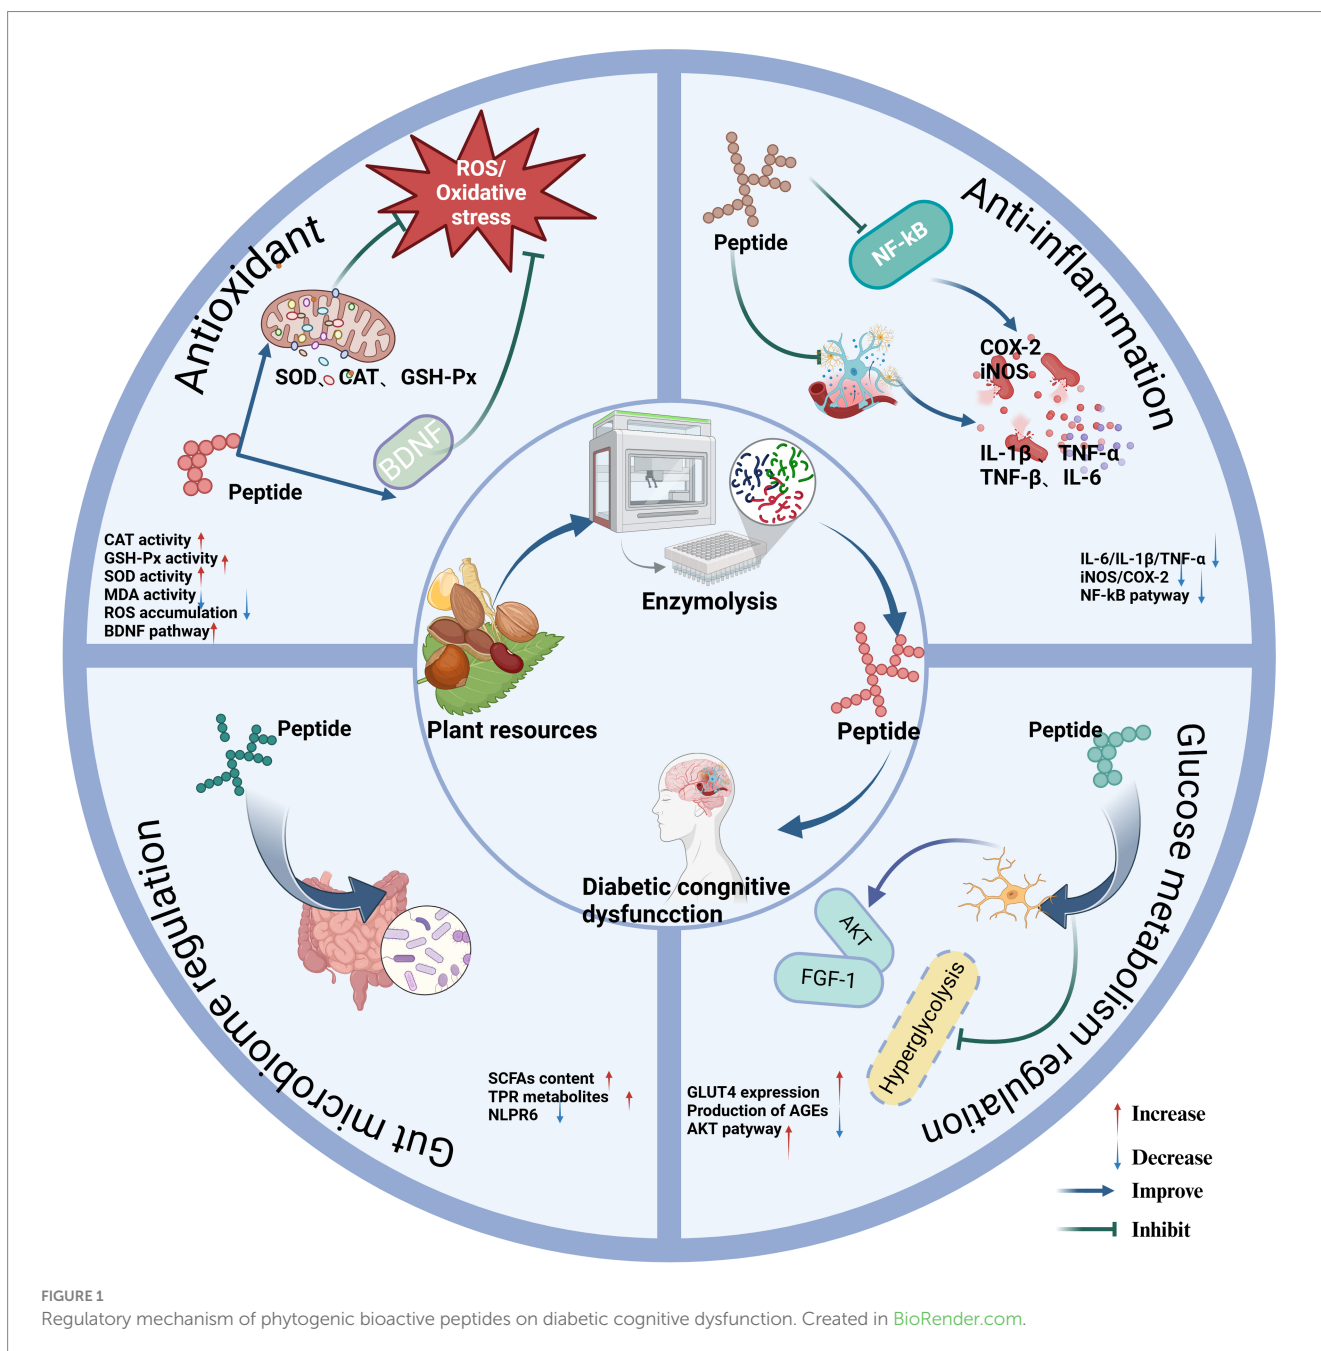 Antioxidant
ROS/
Oxidative
stress
SOD、CAT、GSH-Px
BDNF
Peptide
CAT activity
GSH-Px activity
SOD activity
MDA activity
ROS accumulation
BDNF pathway
Anti-inflammation
Peptide
NF-kB
COX-2
iNOS
IL-1β、TNF-α
TNF-β、IL-6
IL-6/IL-1β/TNF-α
iNOS/COX-2
NF-kB patyway
Enzymolysis
Plant resources
Peptide
Diabetic congnitive
dysfuncction
Gut microbiome regulation
Peptide
SCFAs content
TPR metabolites
NLPR6
Glucose metabolism regulation
Peptide
AKT
FGF-1
Hyperglycolysis
GLUT4 expression
Production of AGEs
AKT patyway
Increase
Decrease
Improve
Inhibit
FIGURE 1
Regulatory mechanism of phytogenic bioactive peptides on diabetic cognitive dysfunction. Created in BioRender.com.